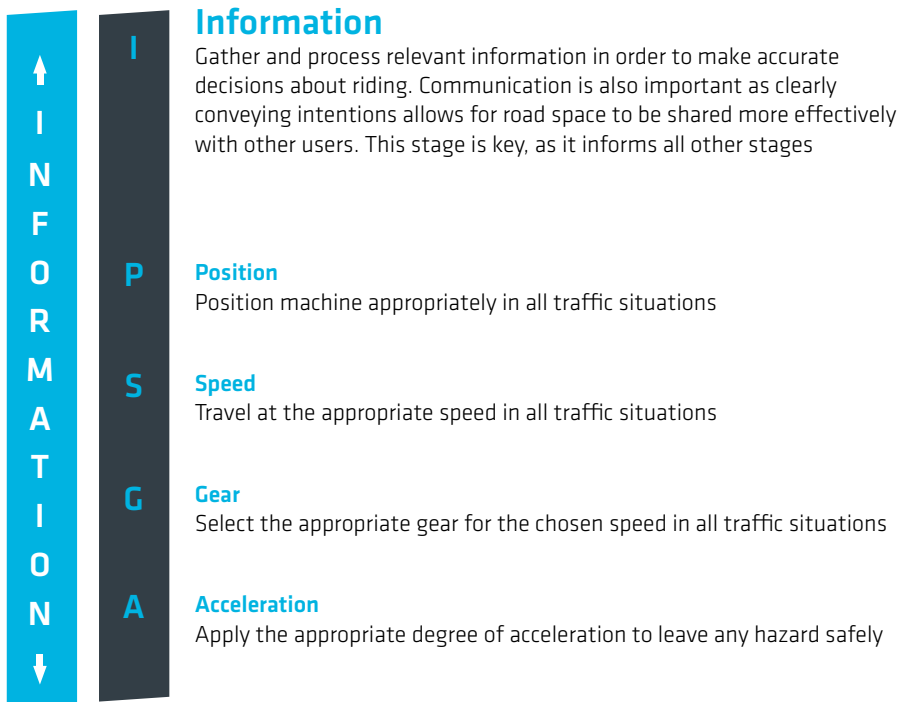 INFORMATION
I
Information
Gather and process relevant information in order to make accurate
decisions about riding. Communication is also important as clearly
conveying intentions allows for road space to be shared more effectively
with other users. This stage is key, as it informs all other stages
P
Position
Position machine appropriately in all traffic situations
S
Speed
Travel at the appropriate speed in all traffic situations
G
Gear
Select the appropriate gear for the chosen speed in all traffic situations
A
Acceleration
Apply the appropriate degree of acceleration to leave any hazard safely